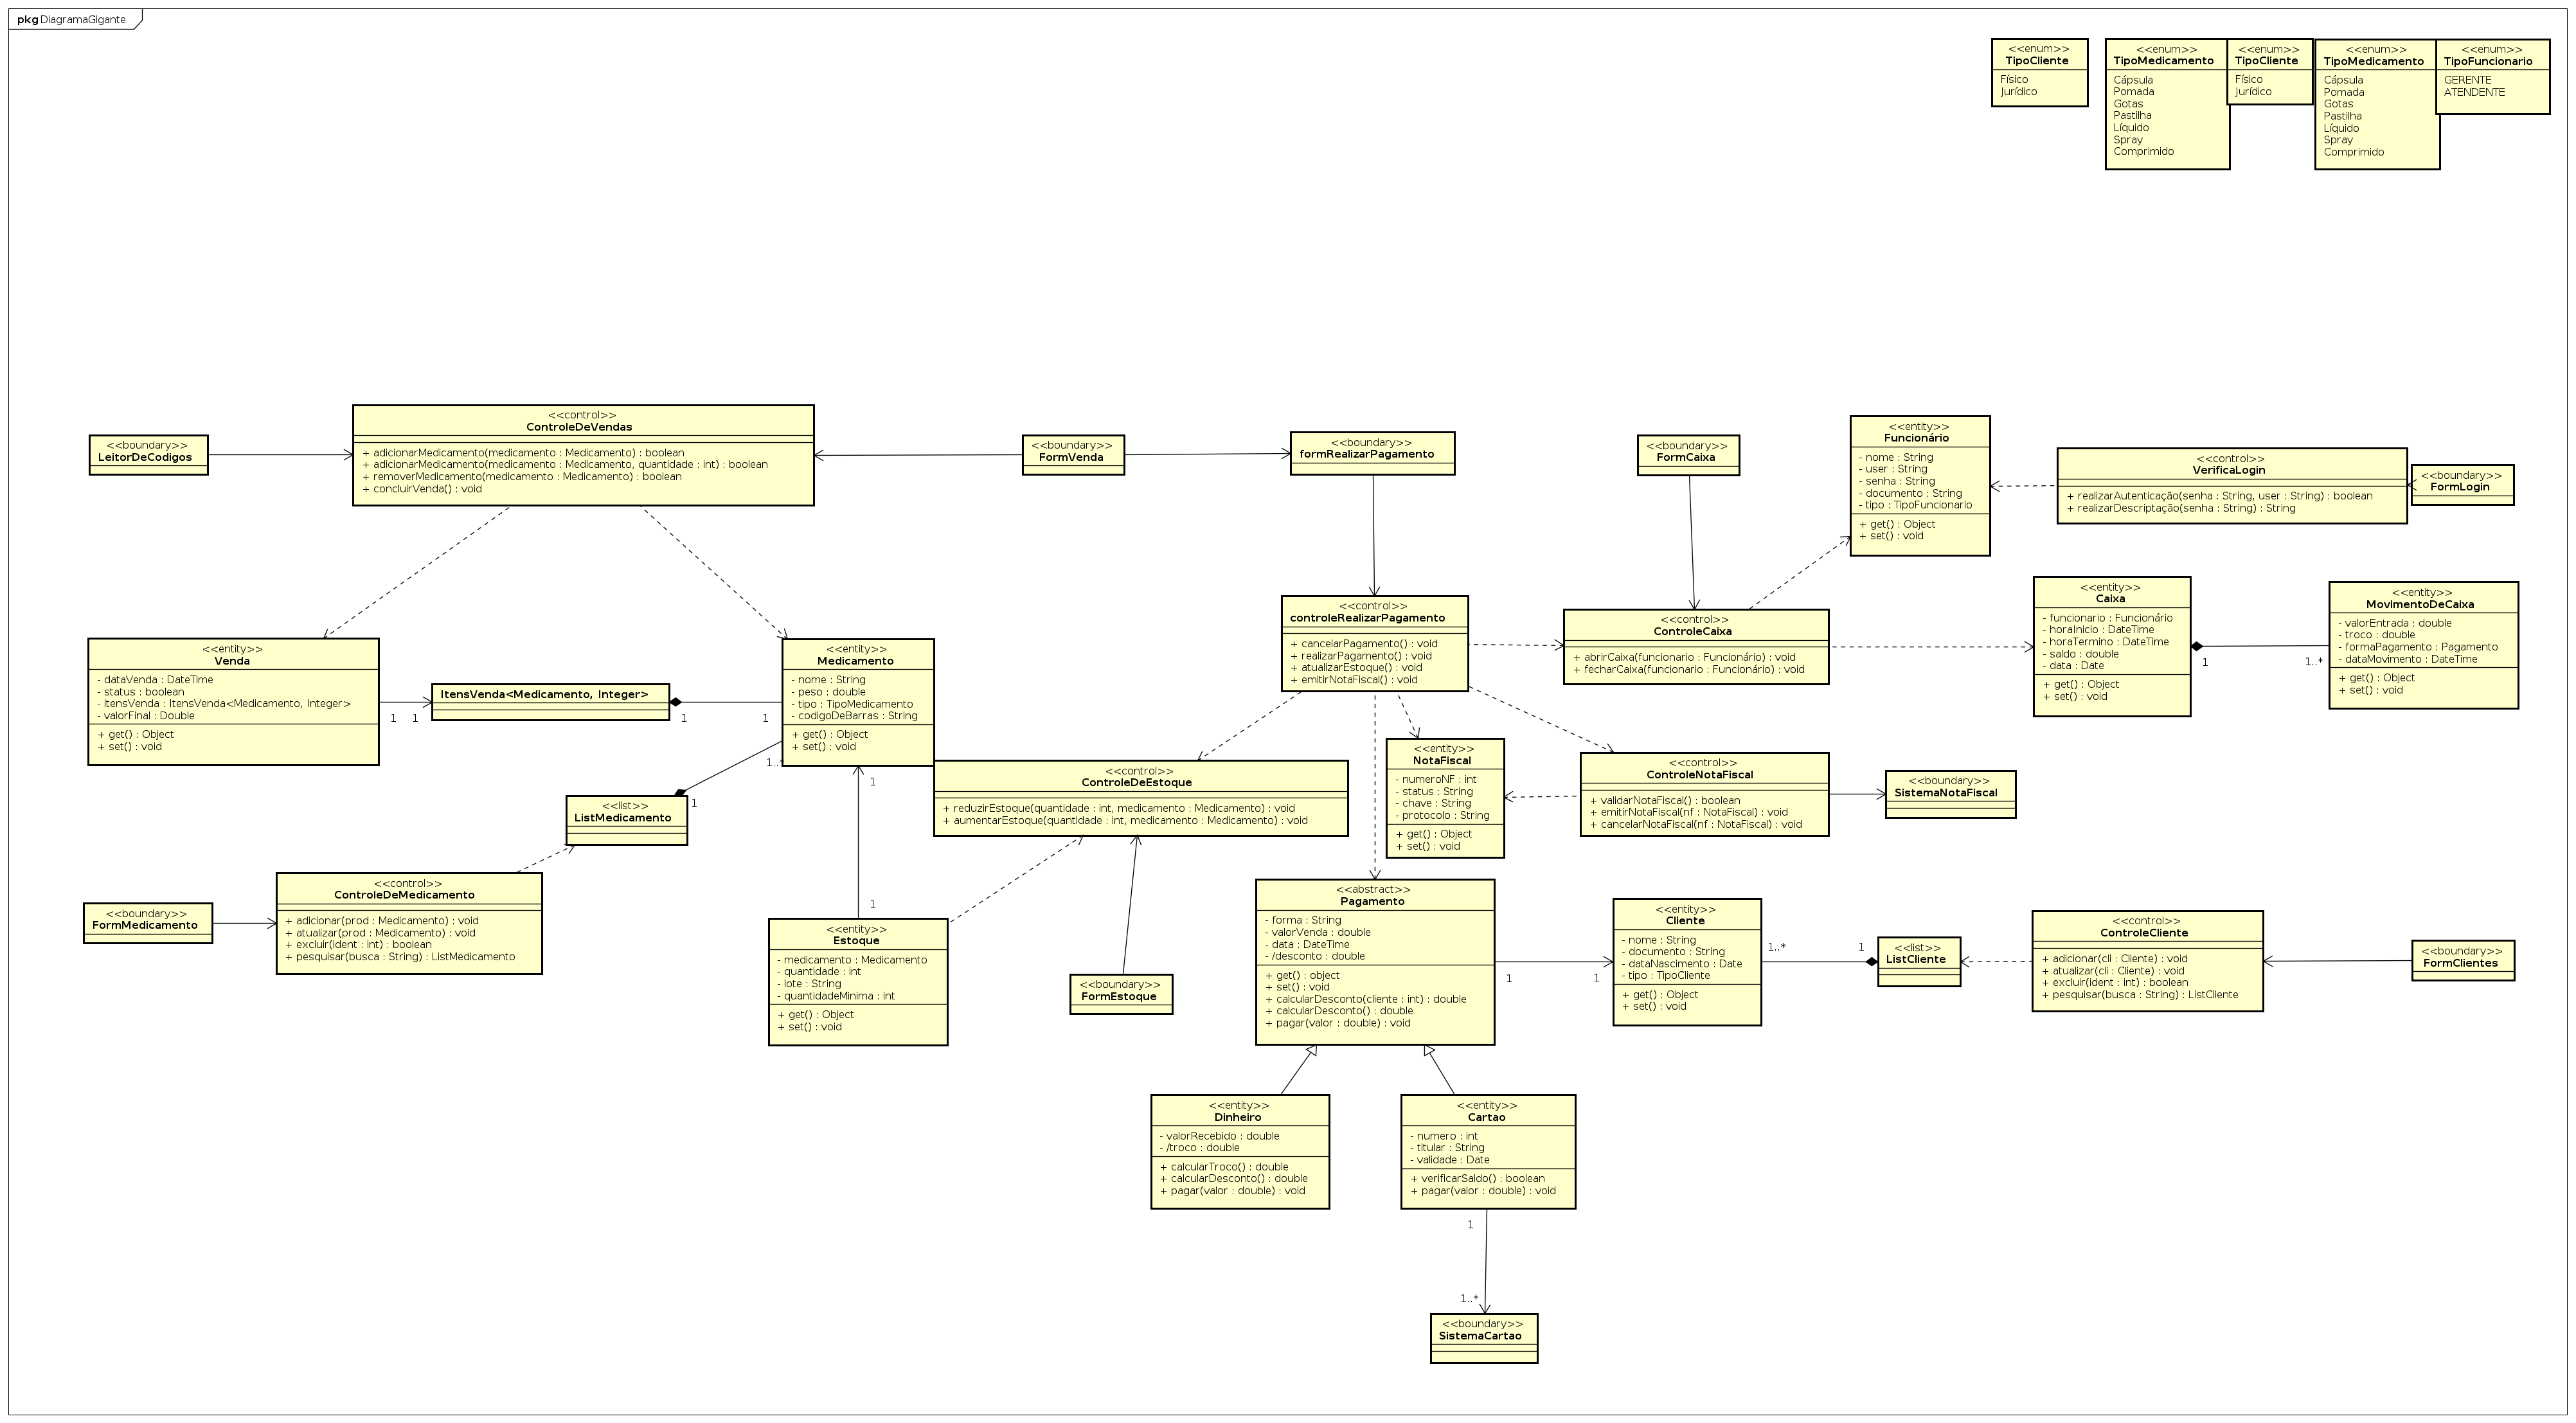 pkg DiagramaGigante
<<enum>>
TipoCliente
Físico
Jurídico
<<enum>>
TipoMedicamento
Cápsula
Pomada
Gotas
Pastilha
Líquido
Spray
Comprimido
<<enum>>
TipoCliente
Físico
Jurídico
<<enum>>
TipoMedicamento
Cápsula
Pomada
Gotas
Pastilha
Líquido
Spray
Comprimido
<<enum>>
TipoFuncionario
GERENTE
ATENDENTE
<<boundary>>
LeitorDeCodigos
<<control>>
ControleDeVendas
+ adicionarMedicamento(medicamento : Medicamento) : boolean
+ adicionarMedicamento(medicamento : Medicamento, quantidade : int) : boolean
+ removerMedicamento(medicamento : Medicamento) : boolean
+ concluirVenda() : void
<<boundary>>
FormVenda
<<boundary>>
formRealizarPagamento
<<boundary>>
FormCaixa
<<entity>>
Funcionário
- nome : String
- user : String
- senha : String
- documento : String
- tipo : TipoFuncionario
+ get() : Object
+ set() : void
<<control>>
VerificaLogin
+ realizarAutenticação(senha : String, user : String) : boolean
+ realizarDescriptação(senha : String) : String
<<boundary>>
FormLogin
<<entity>>
Venda
- dataVenda : DateTime
- status : boolean
- itensVenda : ItensVenda<Medicamento, Integer>
- valorFinal : Double
+ get() : Object
+ set() : void
1
1
ItensVenda<Medicamento, Integer>
1
1
<<entity>>
Medicamento
- nome : String
- peso : double
- tipo : TipoMedicamento
- codigoDeBarras : String
+ get() : Object
+ set() : void
<<control>>
controleRealizarPagamento
+ cancelarPagamento() : void
+ realizarPagamento() : void
+ atualizarEstoque() : void
+ emitirNotaFiscal() : void
<<control>>
ControleCaixa
+ abrirCaixa(funcionario : Funcionário) : void
+ fecharCaixa(funcionario : Funcionário) : void
<<entity>>
Caixa
- funcionario : Funcionário
- horaInicio : DateTime
- horaTermino : DateTime
- saldo : double
- data : Date
+ get() : Object
+ set() : void
1
1..*
<<entity>>
MovimentoDeCaixa
- valorEntrada : double
- troco : double
- formaPagamento : Pagamento
- dataMovimento : DateTime
+ get() : Object
+ set() : void
1..*
1
<<list>>
ListMedicamento
1
1
<<control>>
ControleDeEstoque
+ reduzirEstoque(quantidade : int, medicamento : Medicamento) : void
+ aumentarEstoque(quantidade : int, medicamento : Medicamento) : void
<<entity>>
NotaFiscal
- numeroNF : int
- status : String
- chave : String
- protocolo : String
+ get() : Object
+ set() : void
<<control>>
ControleNotaFiscal
+ validarNotaFiscal() : boolean
+ emitirNotaFiscal(nf : NotaFiscal) : void
+ cancelarNotaFiscal(nf : NotaFiscal) : void
<<boundary>>
SistemaNotaFiscal
<<boundary>>
FormMedicamento
<<control>>
ControleDeMedicamento
+ adicionar(prod : Medicamento) : void
+ atualizar(prod : Medicamento) : void
+ excluir(ident : int) : boolean
+ pesquisar(busca : String) : ListMedicamento
<<entity>>
Estoque
- medicamento : Medicamento
- quantidade : int
- lote : String
- quantidadeMinima : int
+ get() : Object
+ set() : void
<<boundary>>
FormEstoque
<<abstract>>
Pagamento
- forma : String
- valorVenda : double
- data : DateTime
- /desconto : double
+ get() : object
+ set() : void
+ calcularDesconto(cliente : int) : double
+ calcularDesconto() : double
+ pagar(valor : double) : void
1
1
<<entity>>
Cliente
- nome : String
- documento : String
- dataNascimento : Date
- tipo : TipoCliente
+ get() : Object
+ set() : void
1..*
1
<<list>>
ListCliente
<<control>>
ControleCliente
+ adicionar(cli : Cliente) : void
+ atualizar(cli : Cliente) : void
+ excluir(ident : int) : boolean
+ pesquisar(busca : String) : ListCliente
<<boundary>>
FormClientes
<<entity>>
Dinheiro
- valorRecebido : double
- /troco : double
+ calcularTroco() : double
+ calcularDesconto() : double
+ pagar(valor : double) : void
<<entity>>
Cartao
- numero : int
- titular : String
- validade : Date
+ verificarSaldo() : boolean
+ pagar(valor : double) : void
1
1..*
<<boundary>>
SistemaCartao